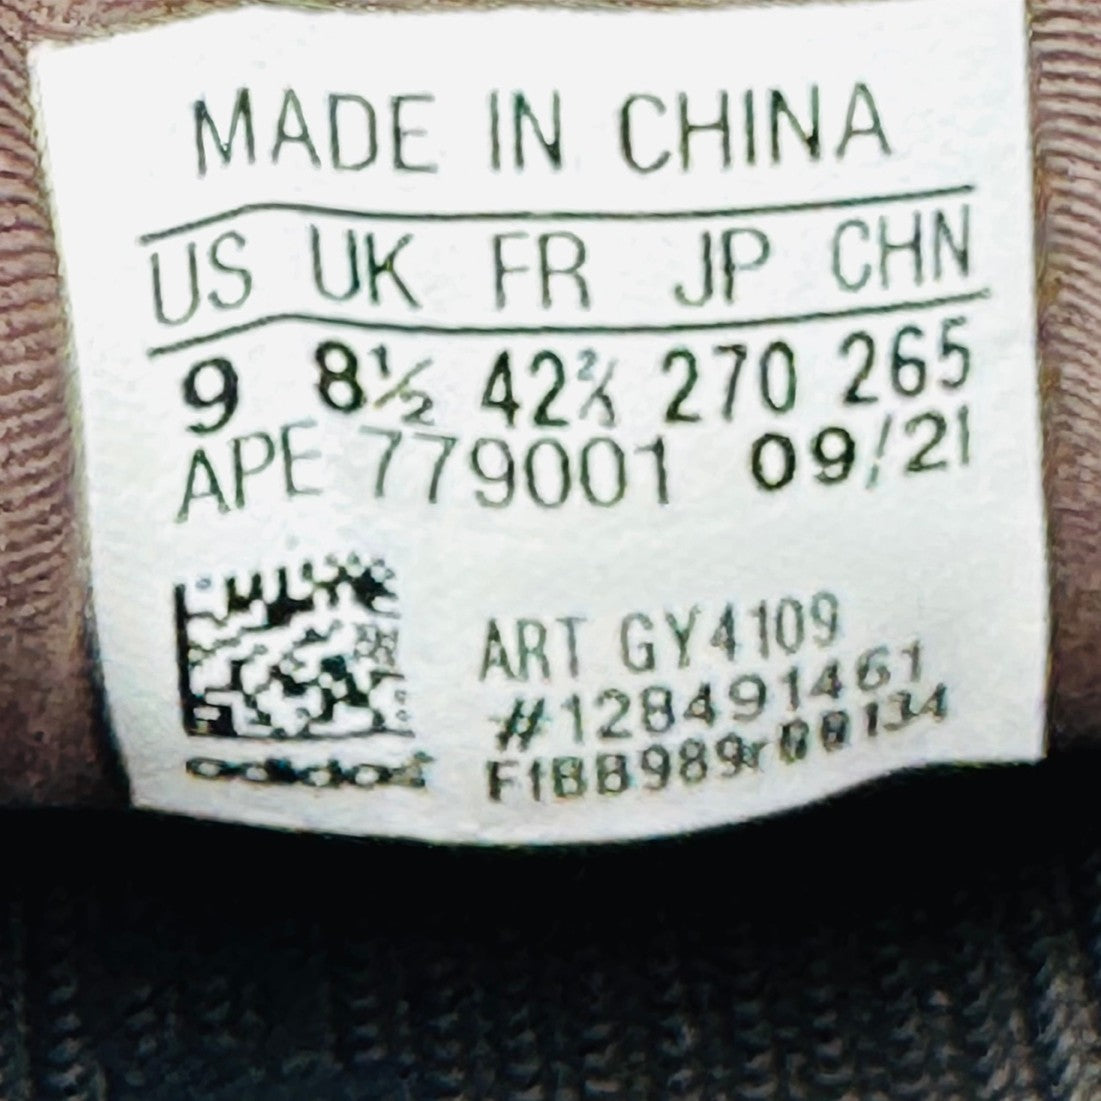 MADE IN CHINA
US UK FR JP CHN
9 8½ 42⅔ 270 265
APE 779001 09/21
ART GY4109
#128491461
adidas